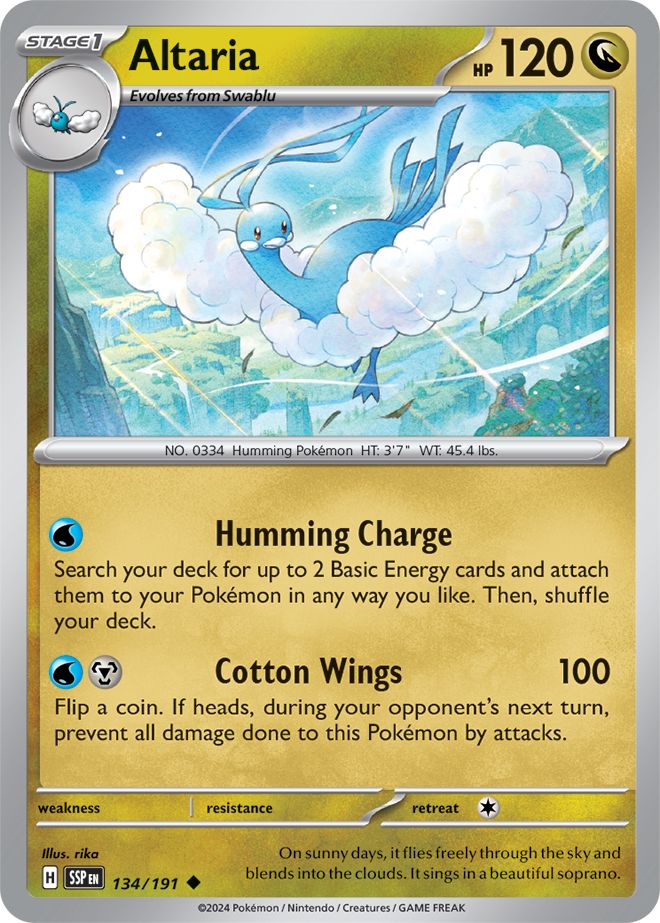 STAGE1
Altaria
HP 120
Evolves from Swablu
NO. 0334 Humming Pokémon HT: 3'7" WT: 45.4 lbs.
Humming Charge
Search your deck for up to 2 Basic Energy cards and attach
them to your Pokémon in any way you like. Then, shuffle
your deck.
Cotton Wings 100
Flip a coin. If heads, during your opponent’s next turn,
prevent all damage done to this Pokémon by attacks.
weakness resistance retreat
Illus. rika
On sunny days, it flies freely through the sky and
blends into the clouds. It sings in a beautiful soprano.
H SSP EN 134/191
©2024 Pokémon / Nintendo / Creatures / GAME FREAK